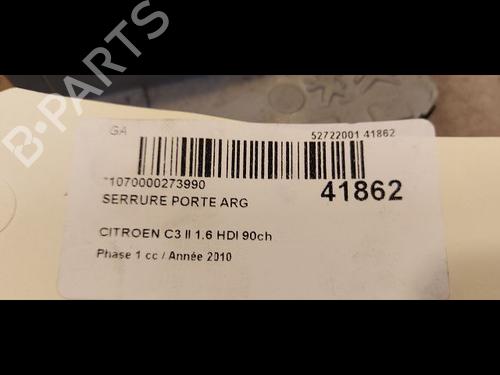 GA
52722001 41862
*1070000273990
41862
SERRURE PORTE ARG
CITROEN C3 II 1.6 HDI 90ch
Phase 1 cc / Année 2010
B-PARTS